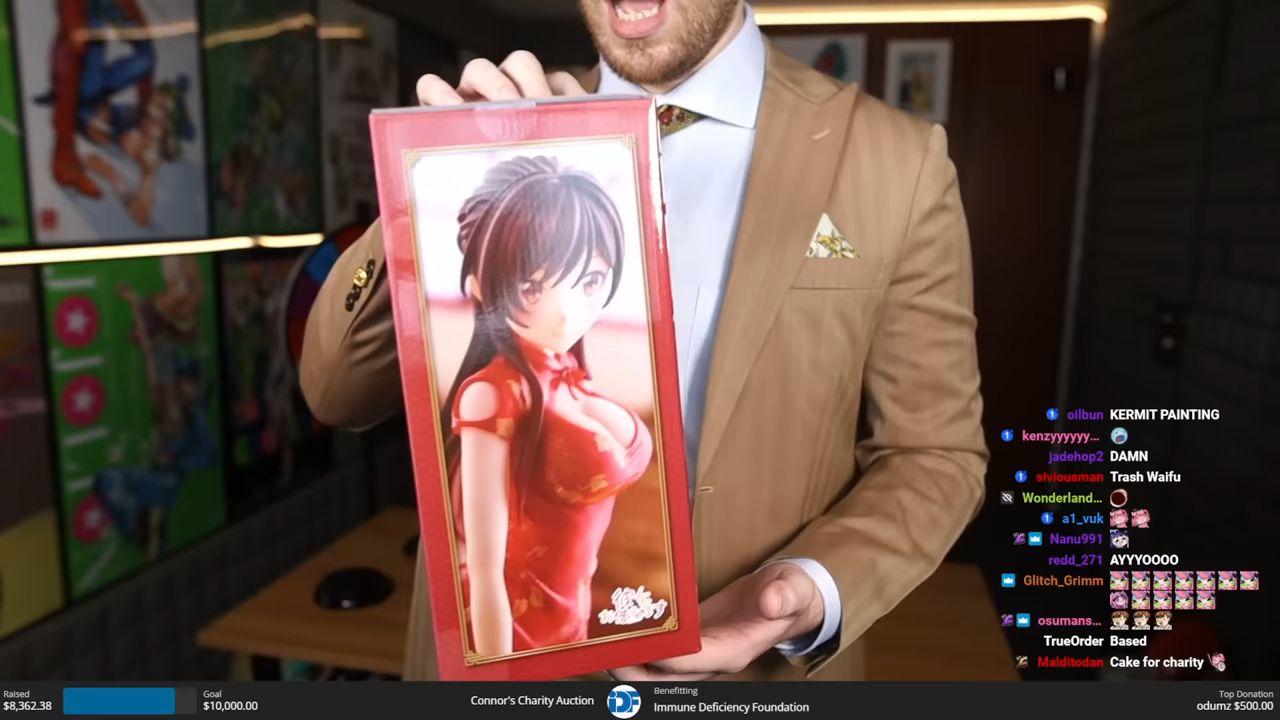 oilbun KERMIT PAINTING
kenzyyyyyy...
jadehop2 DAMN
siviousman Trash Waifu
Wonderland...
a1_vuk
Nanu991
redd_271 AYYYOOOO
Glitch_Grimm
osumans...
TrueOrder Based
Malditodan Cake for charity
Raised
$8,362.38
Goal
$10,000.00
Connor's Charity Auction
iDF
Benefitting
Immune Deficiency Foundation
Top Donation
odumz $500.00